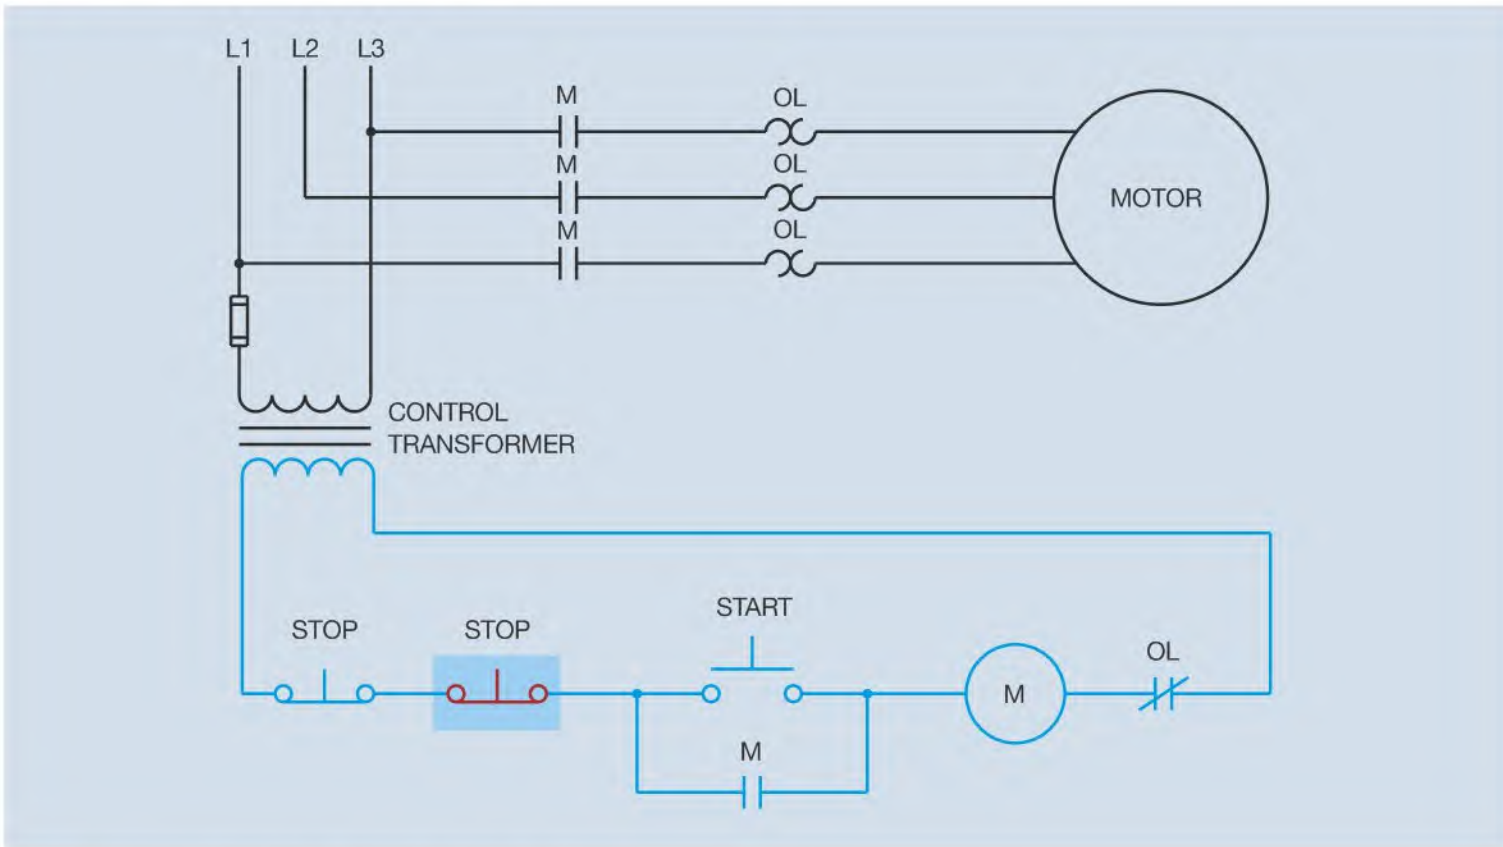 L1 L2 L3
M OL
M OL
MOTOR
M OL
CONTROL
TRANSFORMER
START
STOP STOP
OL
M
M